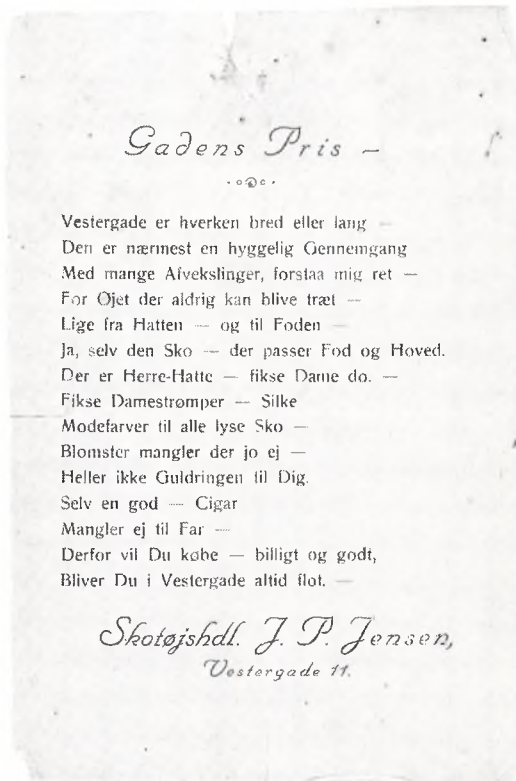 Gadens Pris —
Vestergade er hverken bred eller lang —
Den er nærmest en hyggelig Gennemgang
Med mange Afvekslinger, forstaa mig ret —
For Øjet der aldrig kan blive træt —
Lige fra Hatten — og til Foden —
Ja, selv den Sko — der passer Fod og Hoved.
Der er Herre-Hatte — fikse Dame do. —
Fikse Damestrømper — Silke
Modefarver til alle lyse Sko —
Blomster mangler der jo ej —
Heller ikke Guldringen til Dig.
Selv en god — Cigar
Mangler ej til Far —
Derfor vil Du købe — billigt og godt,
Bliver Du i Vestergade altid flot. —
Skotøjshdl. J. P. Jensen,
Vestergade 11.